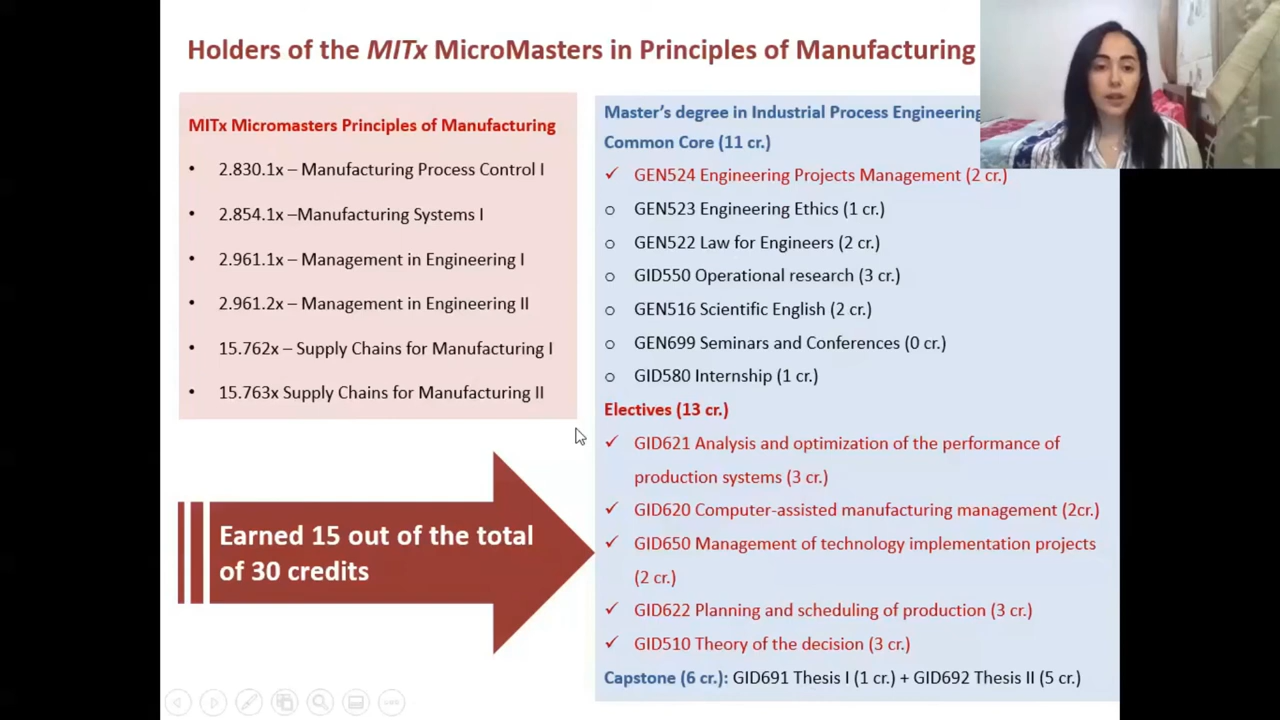 Holders of the MITx MicroMasters in Principles of Manufacturing
MITx Micromasters Principles of Manufacturing
• 2.830.1x – Manufacturing Process Control I
• 2.854.1x –Manufacturing Systems I
• 2.961.1x – Management in Engineering I
• 2.961.2x – Management in Engineering II
• 15.762x – Supply Chains for Manufacturing I
• 15.763x Supply Chains for Manufacturing II
Earned 15 out of the total
of 30 credits
Master’s degree in Industrial Process Engineering
Common Core (11 cr.)
✓ GEN524 Engineering Projects Management (2 cr.)
o GEN523 Engineering Ethics (1 cr.)
o GEN522 Law for Engineers (2 cr.)
o GID550 Operational research (3 cr.)
o GEN516 Scientific English (2 cr.)
o GEN699 Seminars and Conferences (0 cr.)
o GID580 Internship (1 cr.)
Electives (13 cr.)
✓ GID621 Analysis and optimization of the performance of
production systems (3 cr.)
✓ GID620 Computer-assisted manufacturing management (2cr.)
✓ GID650 Management of technology implementation projects
(2 cr.)
✓ GID622 Planning and scheduling of production (3 cr.)
✓ GID510 Theory of the decision (3 cr.)
Capstone (6 cr.): GID691 Thesis I (1 cr.) + GID692 Thesis II (5 cr.)